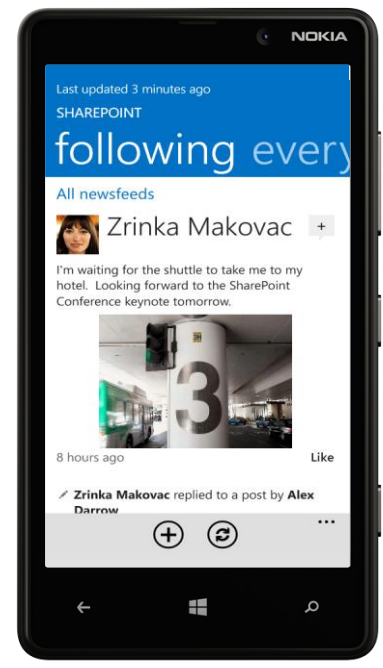 NOKIA
Last updated 3 minutes ago
SHAREPOINT
following every
All newsfeeds
Zrinka Makovac
+
I'm waiting for the shuttle to take me to my
hotel. Looking forward to the SharePoint
Conference keynote tomorrow.
3
8 hours ago Like
Zrinka Makovac replied to a post by Alex
Darrow
...